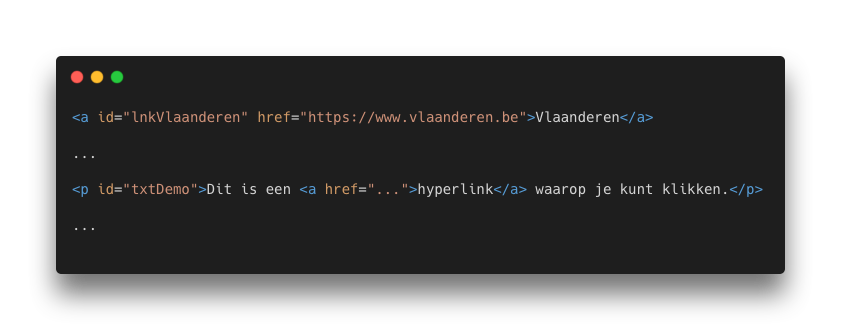 <a id="lnkVlaanderen" href="https://www.vlaanderen.be">Vlaanderen</a>
...
<p id="txtDemo">Dit is een <a href="...">hyperlink</a> waarop je kunt klikken.</p>
...